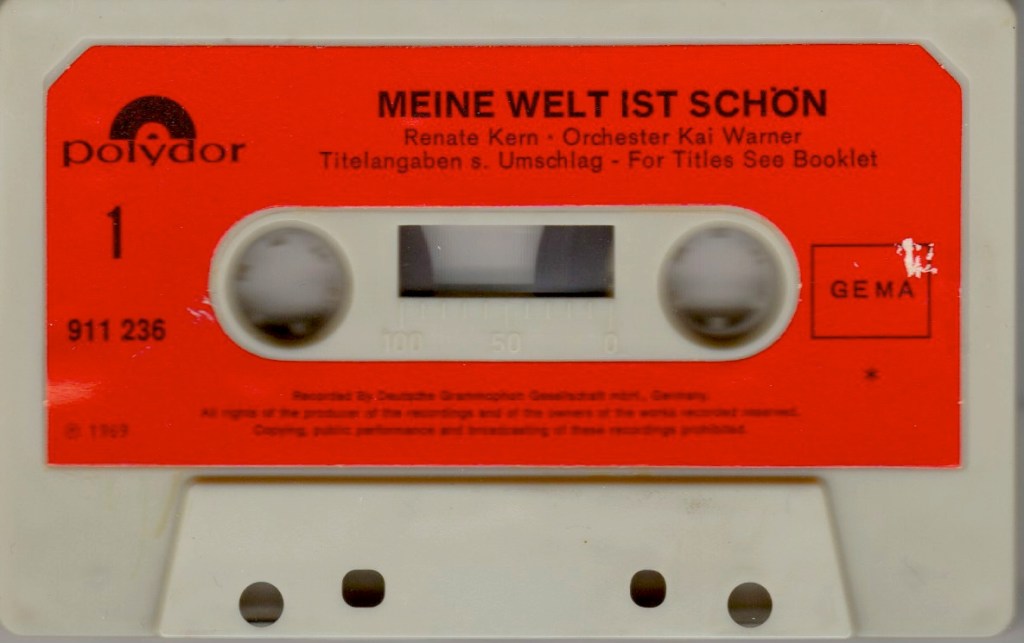 MEINE WELT IST SCHÖN
Renate Kern · Orchester Kai Warner
Titelangaben s. Umschlag - For Titles See Booklet
polydor
1
911 236
GEMA
*
100 50 0
Recorded By Deutsche Grammophon Gesellschaft mbH., Germany.
All rights of the producer of the recordings and of the owners of the works recorded reserved.
Copying, public performance and broadcasting of these recordings prohibited.
℗ 1969